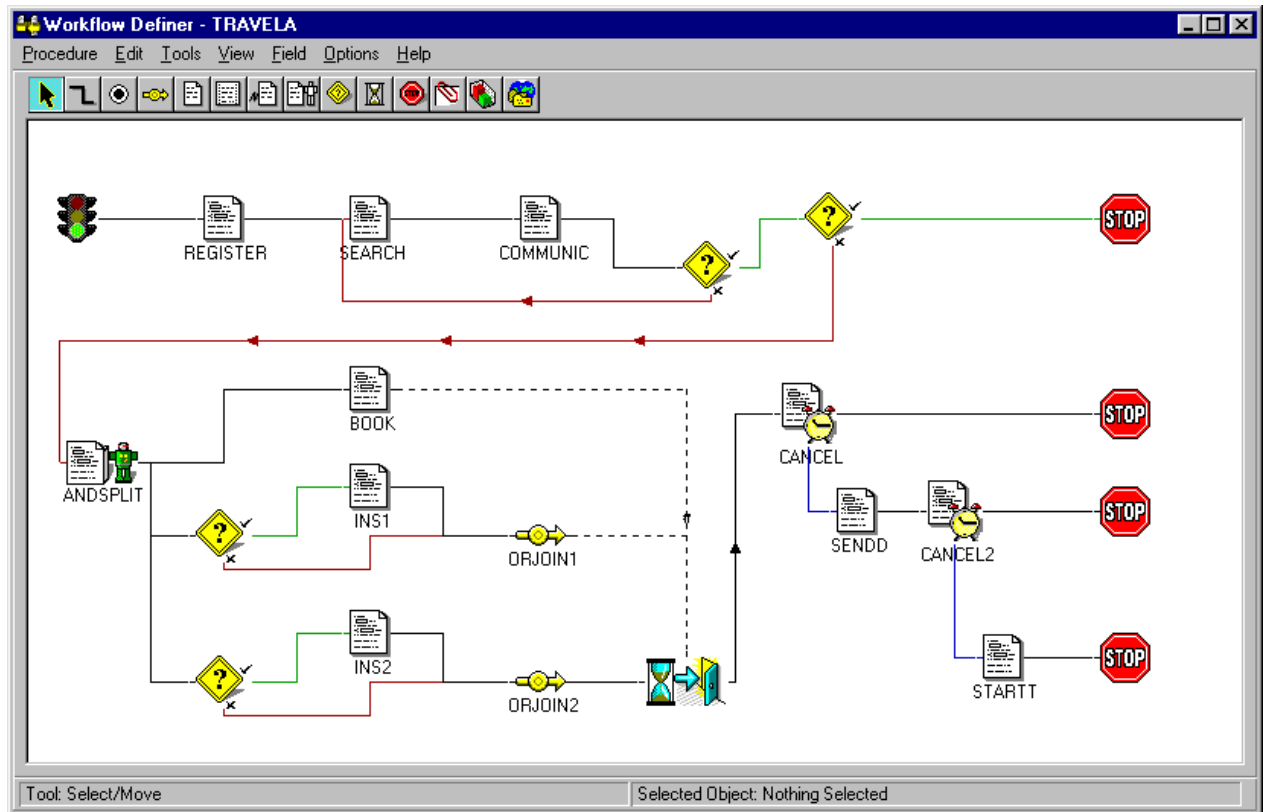 Workflow Definer - TRAVELA
Procedure Edit Tools View Field Options Help
REGISTER
SEARCH
COMMUNIC
?
?
STOP
BOOK
CANCEL
STOP
ANDSPLIT
?
INS1
ORJOIN1
SENDD
CANCEL2
STOP
?
INS2
ORJOIN2
STARTT
STOP
Tool: Select/Move
Selected Object: Nothing Selected